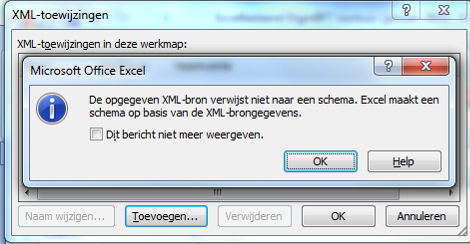 XML-toewijzingen
XML-toewijzingen in deze werkmap:
Microsoft Office Excel
De opgegeven XML-bron verwijst niet naar een schema. Excel maakt een
schema op basis van de XML-brongegevens.
Dit bericht niet meer weergeven.
OK
Help
Naam wijzigen...
Toevoegen...
Verwijderen
OK
Annuleren